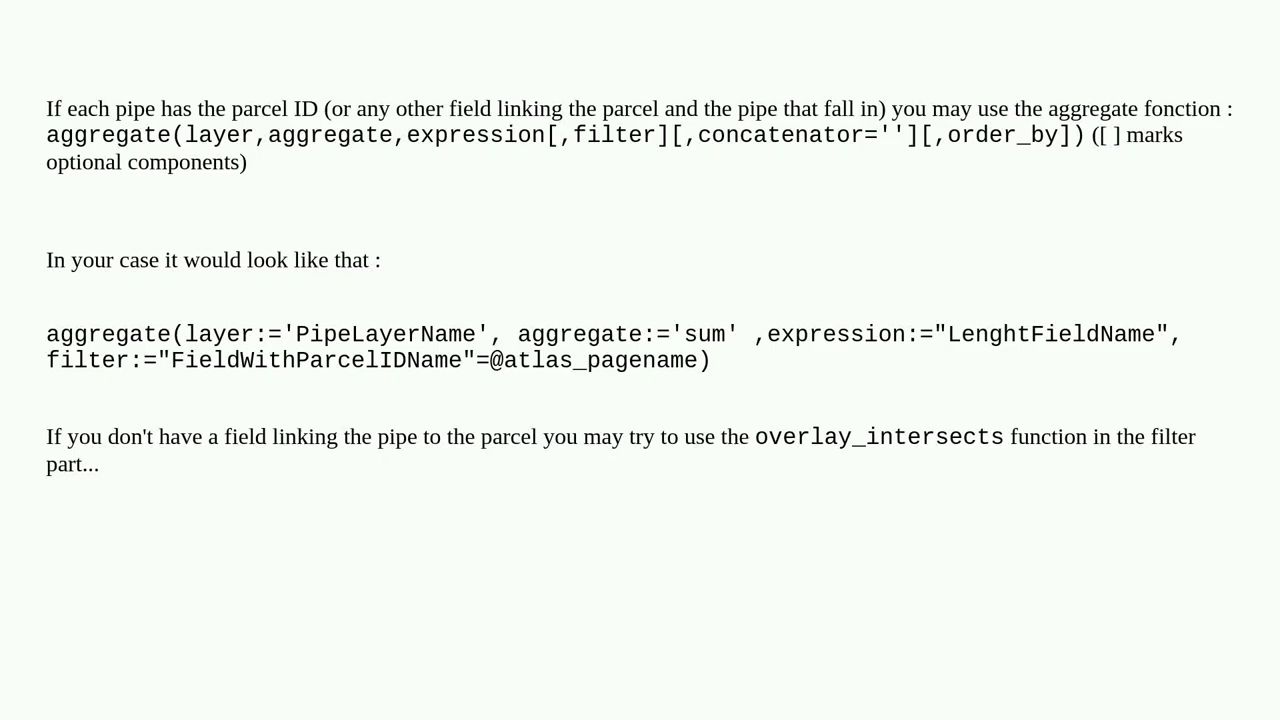 If each pipe has the parcel ID (or any other field linking the parcel and the pipe that fall in) you may use the aggregate fonction :
aggregate(layer,aggregate,expression[,filter][,concatenator=''][,order_by]) ([ ] marks
optional components)
In your case it would look like that :
aggregate(layer:='PipeLayerName', aggregate:='sum' ,expression:="LenghtFieldName",
filter:="FieldWithParcelIDName"=@atlas_pagename)
If you don't have a field linking the pipe to the parcel you may try to use the overlay_intersects function in the filter
part...